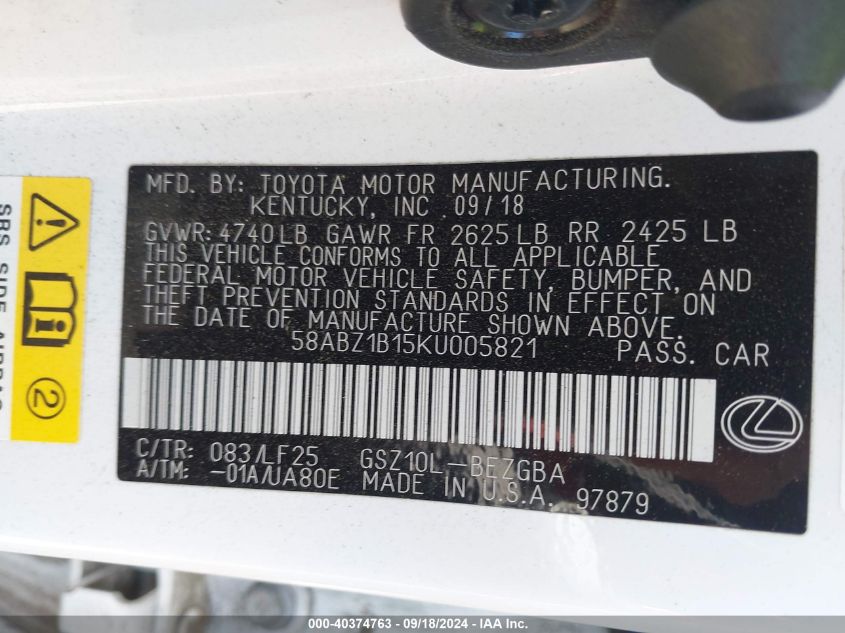 MFD. BY: TOYOTA MOTOR MANUFACTURING.
KENTUCKY, INC 09/18
GVWR: 4740LB GAWR FR 2625LB RR 2425 LB
THIS VEHICLE CONFORMS TO ALL APPLICABLE
FEDERAL MOTOR VEHICLE SAFETY, BUMPER, AND
THEFT PREVENTION STANDARDS IN EFFECT ON
THE DATE OF MANUFACTURE SHOWN ABOVE.
58ABZ1B15KU005821 PASS. CAR
C/TR: 083/LF25 GSZ10L-BEZGBA
A/TM: -01A/UA80E MADE IN U.S.A. 97879
SRS SIDE AIRBAG
2
000-40374763 - 09/18/2024 - © IAA, Inc.